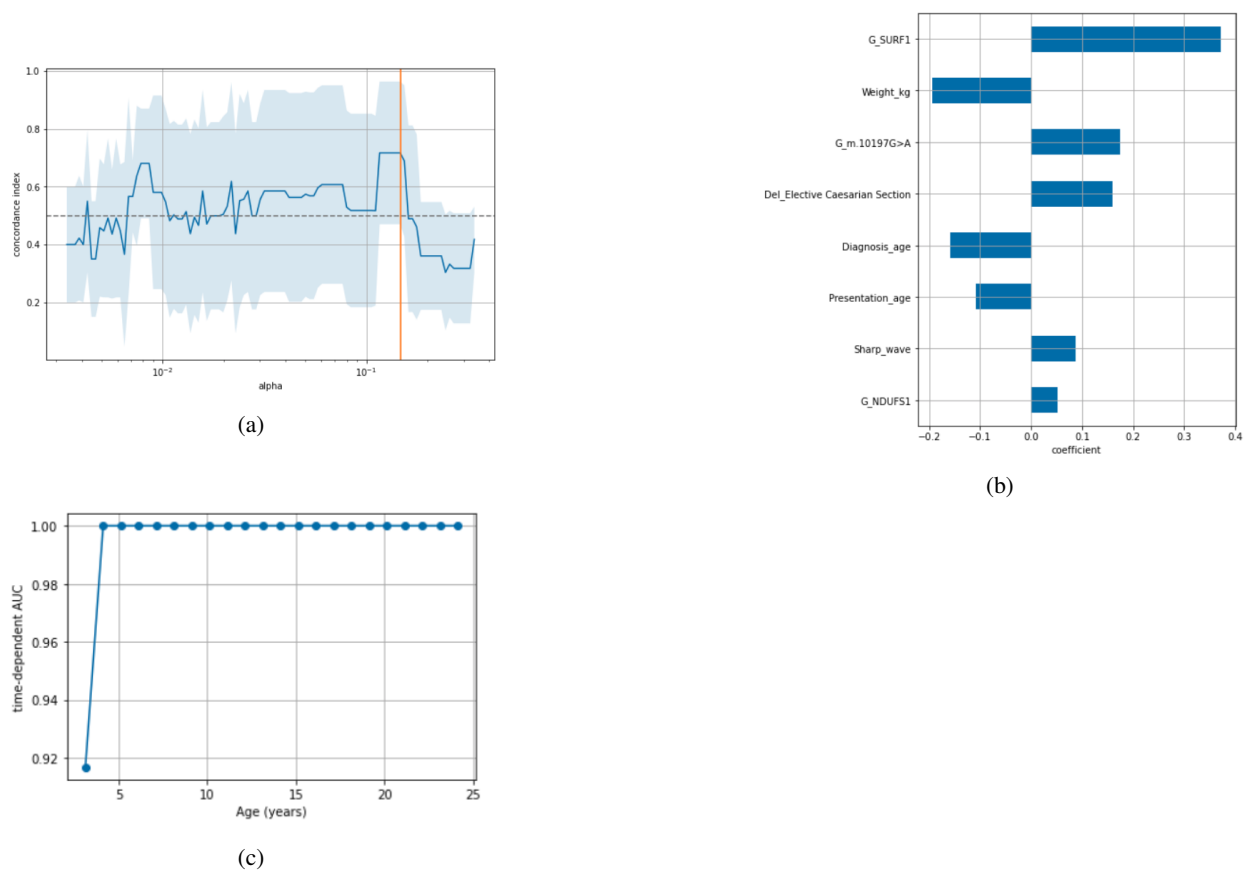 1.0
0.8
0.6
0.4
0.2
concordance index
10⁻²
10⁻¹
alpha
(a)
G_SURF1
Weight_kg
G_m.10197G>A
Del_Elective Caesarian Section
Diagnosis_age
Presentation_age
Sharp_wave
G_NDUFS1
−0.2 −0.1 0.0 0.1 0.2 0.3 0.4
coefficient
(b)
1.00
0.98
0.96
0.94
0.92
time-dependent AUC
5 10 15 20 25
Age (years)
(c)